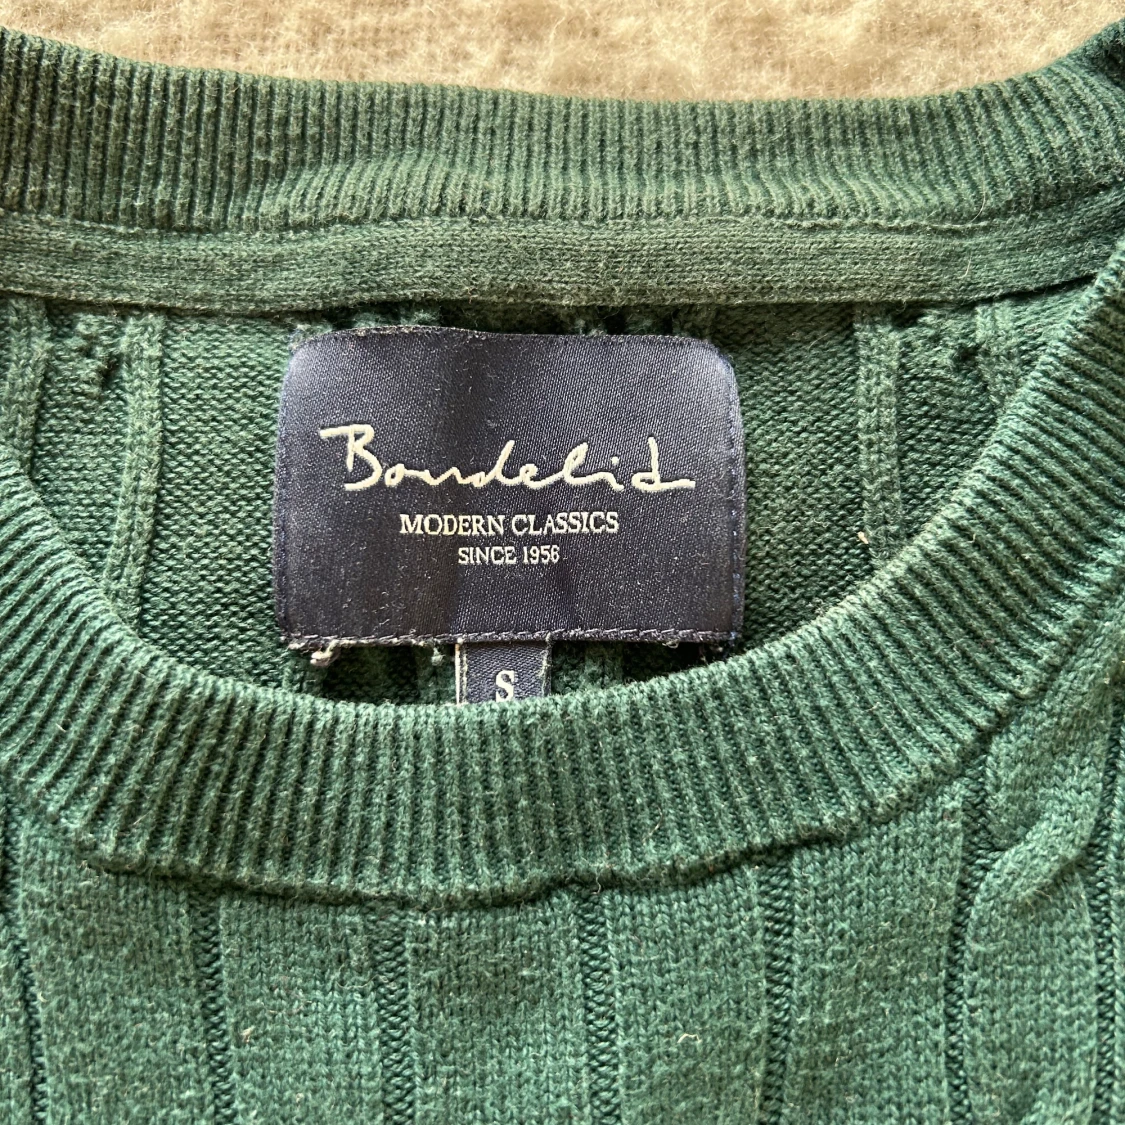 Bondelid
MODERN CLASSICS
SINCE 1956
S